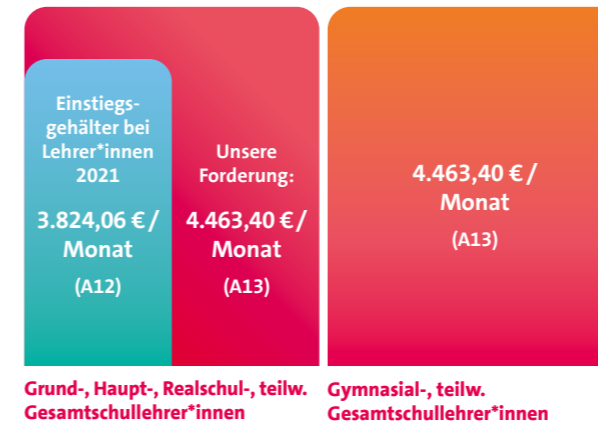 Einstiegs-
gehälter bei
Lehrer*innen
2021
3.824,06 €/
Monat
(A12)
Unsere
Forderung:
4.463,40 €/
Monat
(A13)
4.463,40 €/
Monat
(A13)
Grund-, Haupt-, Realschul-, teilw.
Gesamtschullehrer*innen
Gymnasial-, teilw.
Gesamtschullehrer*innen